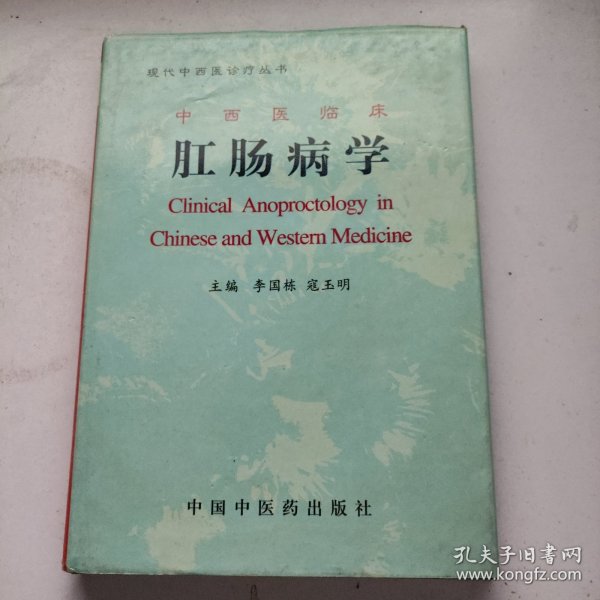 现代中西医诊疗丛书
中西医临床
肛肠病学
Clinical Anoproctology in
Chinese and Western Medicine
主编 李国栋 寇玉明
中国中医药出版社
孔夫子旧书网
www.kongfz.com